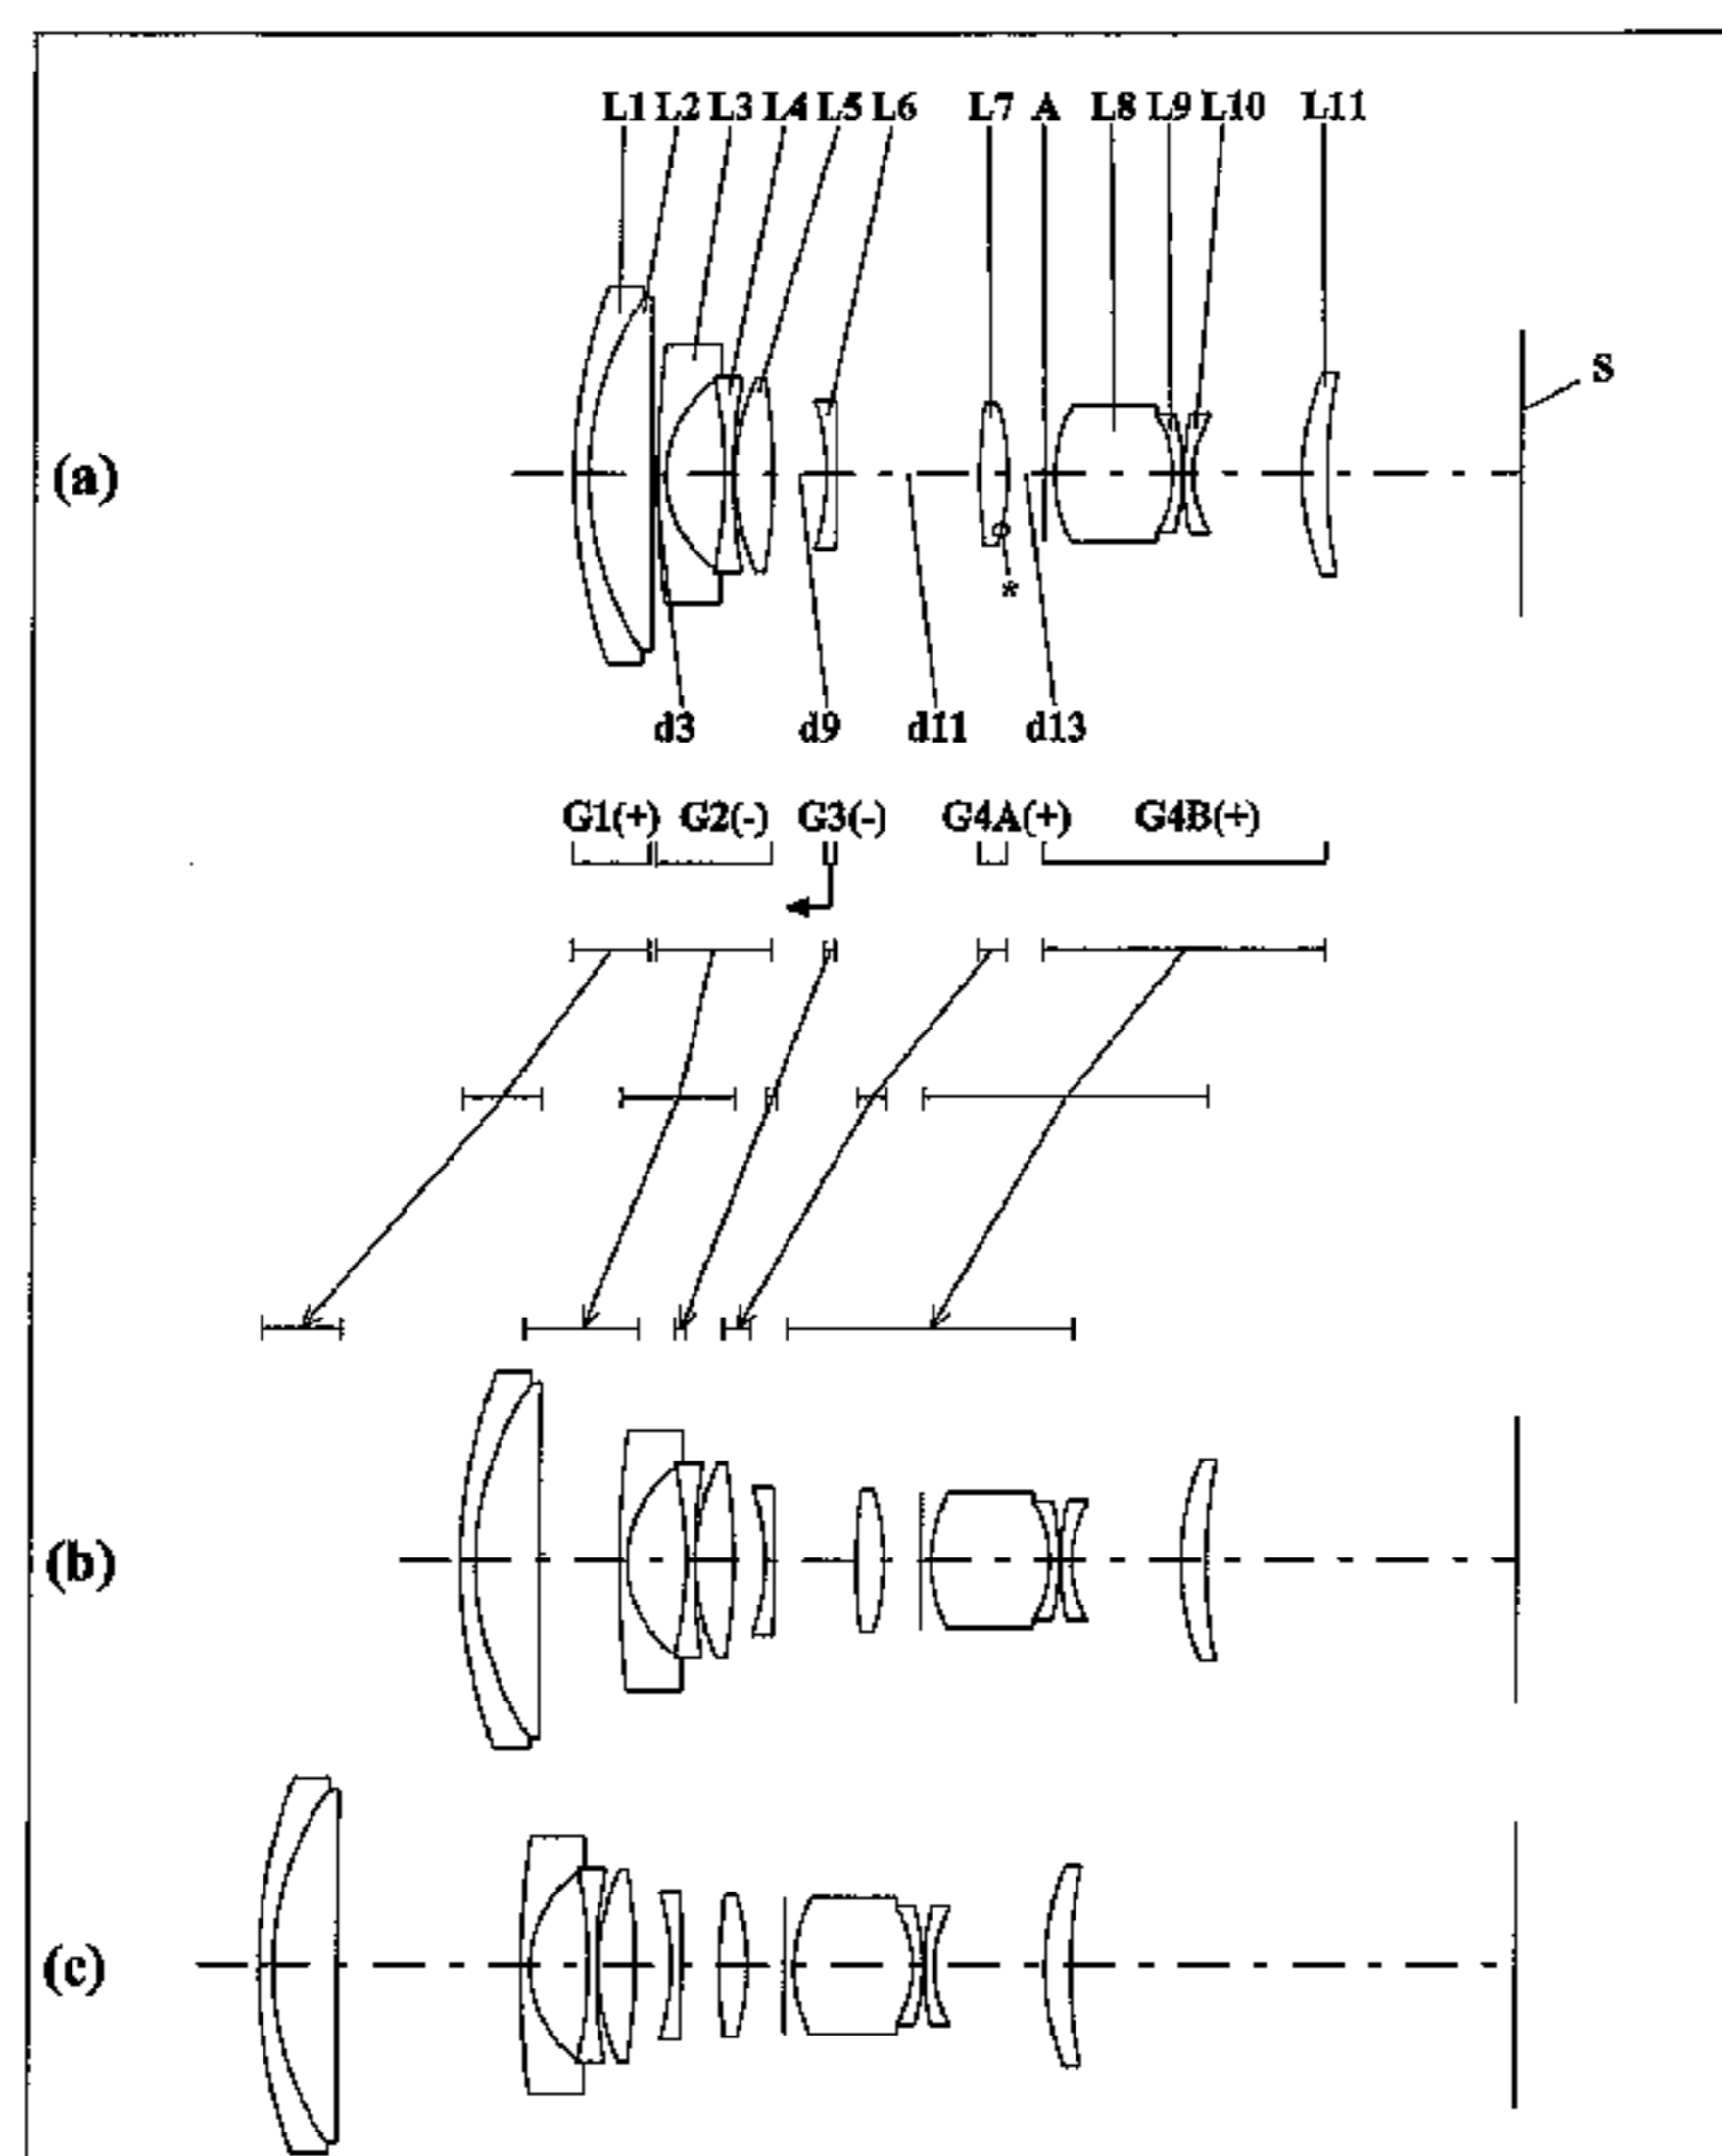 L1 L2 L3 L4 L5 L6 L7 A L8 L9 L10 L11
S
(a)
*
d3 d9 d11 d13
G1(+) G2(-) G3(-) G4A(+) G4B(+)
(b)
(c)